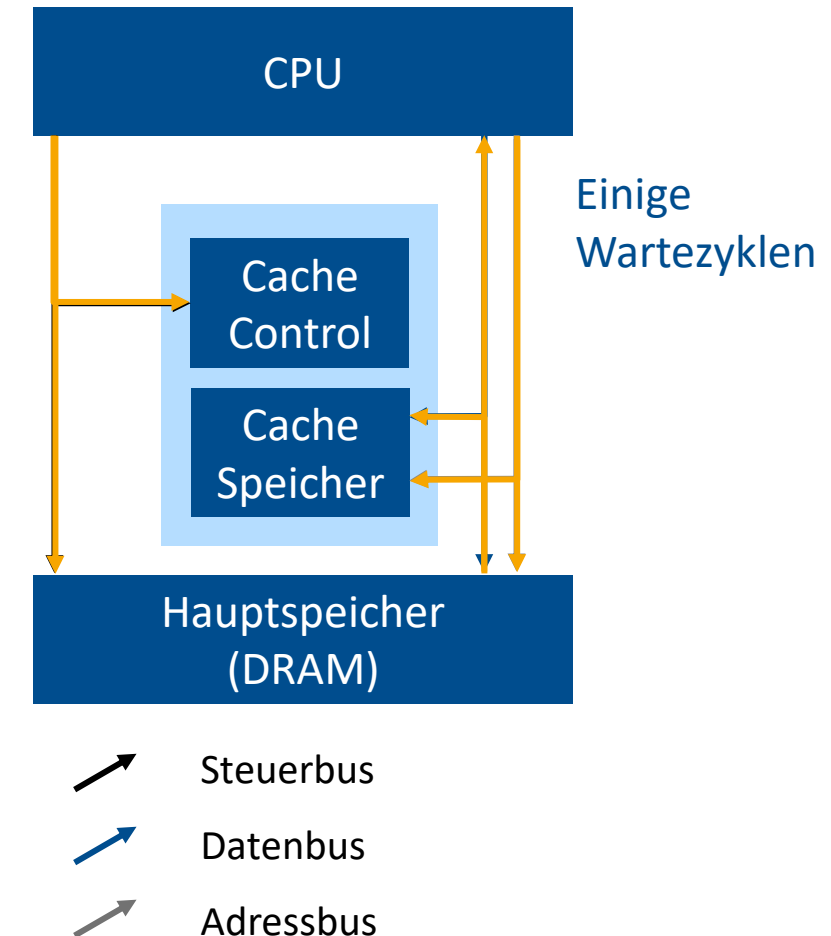 CPU
Einige
Wartezyklen
Cache
Control
Cache
Speicher
Hauptspeicher
(DRAM)
Steuerbus
Datenbus
Adressbus